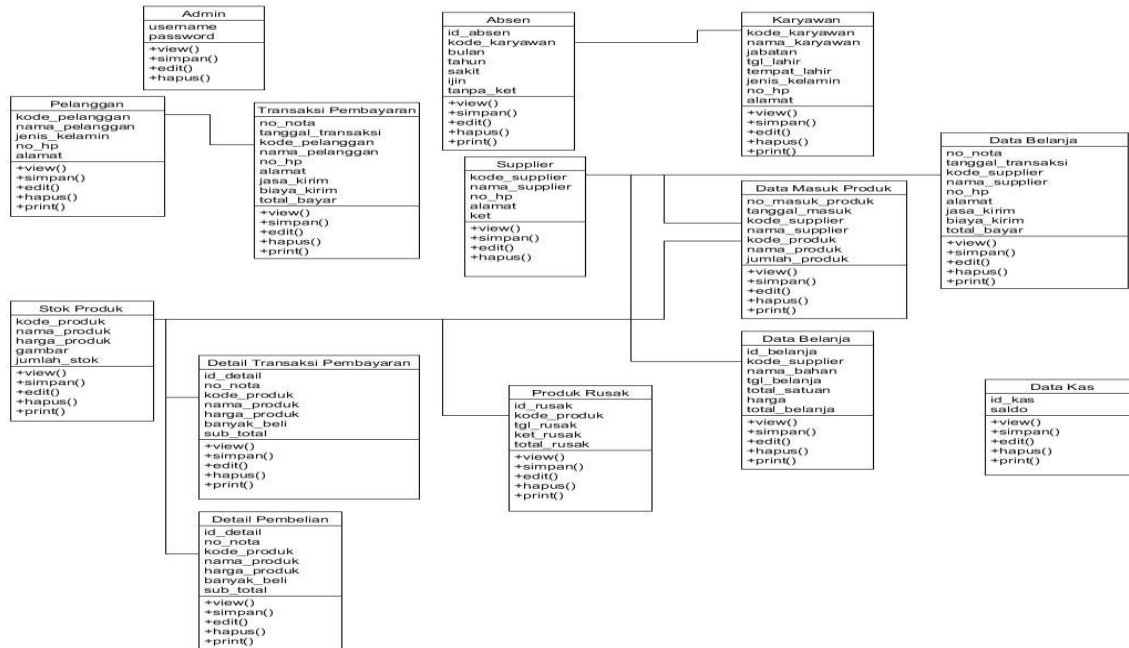 Admin
username
password
+view()
+simpan()
+edit()
+hapus()
Absen
id_absen
kode_karyawan
bulan
tahun
sakit
ijin
tanpa_ket
+view()
+simpan()
+edit()
+hapus()
+print()
Karyawan
kode_karyawan
nama_karyawan
jabatan
tgl_lahir
tempat_lahir
jenis_kelamin
no_hp
alamat
+view()
+simpan()
+edit()
+hapus()
+print()
Pelanggan
kode_pelanggan
nama_pelanggan
jenis_kelamin
no_hp
alamat
+view()
+simpan()
+edit()
+hapus()
+print()
Transaksi Pembayaran
no_nota
tanggal_transaksi
kode_pelanggan
nama_pelanggan
no_hp
alamat
jasa_kirim
biaya_kirim
total_bayar
+view()
+simpan()
+edit()
+hapus()
+print()
Supplier
kode_supplier
nama_supplier
no_hp
alamat
ket
+view()
+simpan()
+edit()
+hapus()
Data Masuk Produk
no_masuk_produk
tanggal_masuk
kode_supplier
nama_supplier
kode_produk
nama_produk
jumlah_produk
+view()
+simpan()
+edit()
+hapus()
+print()
Data Belanja
no_nota
tanggal_transaksi
kode_supplier
nama_supplier
no_hp
alamat
jasa_kirim
biaya_kirim
total_bayar
+view()
+simpan()
+edit()
+hapus()
+print()
Stok Produk
kode_produk
nama_produk
harga_produk
gambar
jumlah_stok
+view()
+simpan()
+edit()
+hapus()
+print()
Detail Transaksi Pembayaran
id_detail
no_nota
kode_produk
nama_produk
harga_produk
banyak_beli
sub_total
+view()
+simpan()
+edit()
+hapus()
+print()
Produk Rusak
id_rusak
kode_produk
tgl_rusak
ket_rusak
total_rusak
+view()
+simpan()
+edit()
+hapus()
+print()
Data Belanja
id_belanja
kode_supplier
nama_bahan
tgl_belanja
total_satuan
harga
total_belanja
+view()
+simpan()
+edit()
+hapus()
+print()
Data Kas
id_kas
saldo
+view()
+simpan()
+edit()
+hapus()
+print()
Detail Pembelian
id_detail
no_nota
kode_produk
nama_produk
harga_produk
banyak_beli
sub_total
+view()
+simpan()
+edit()
+hapus()
+print()